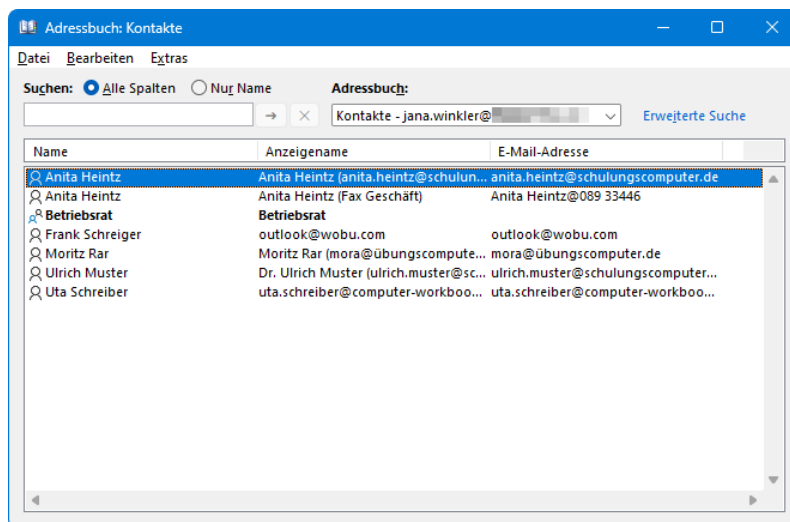 Adressbuch: Kontakte
Datei Bearbeiten Extras
Suchen: Alle Spalten Nur Name Adressbuch:
Kontakte - jana.winkler@ Erweiterte Suche
Name Anzeigename E-Mail-Adresse
Anita Heintz Anita Heintz (anita.heintz@schulun... anita.heintz@schulungscomputer.de
Anita Heintz Anita Heintz (Fax Geschäft) Anita Heintz@089 33446
Betriebsrat Betriebsrat
Frank Schreiger outlook@wobu.com outlook@wobu.com
Moritz Rar Moritz Rar (mora@übungscompute... mora@übungscomputer.de
Ulrich Muster Dr. Ulrich Muster (ulrich.muster@sc... ulrich.muster@schulungscomputer...
Uta Schreiber uta.schreiber@computer-workboo... uta.schreiber@computer-workboo...